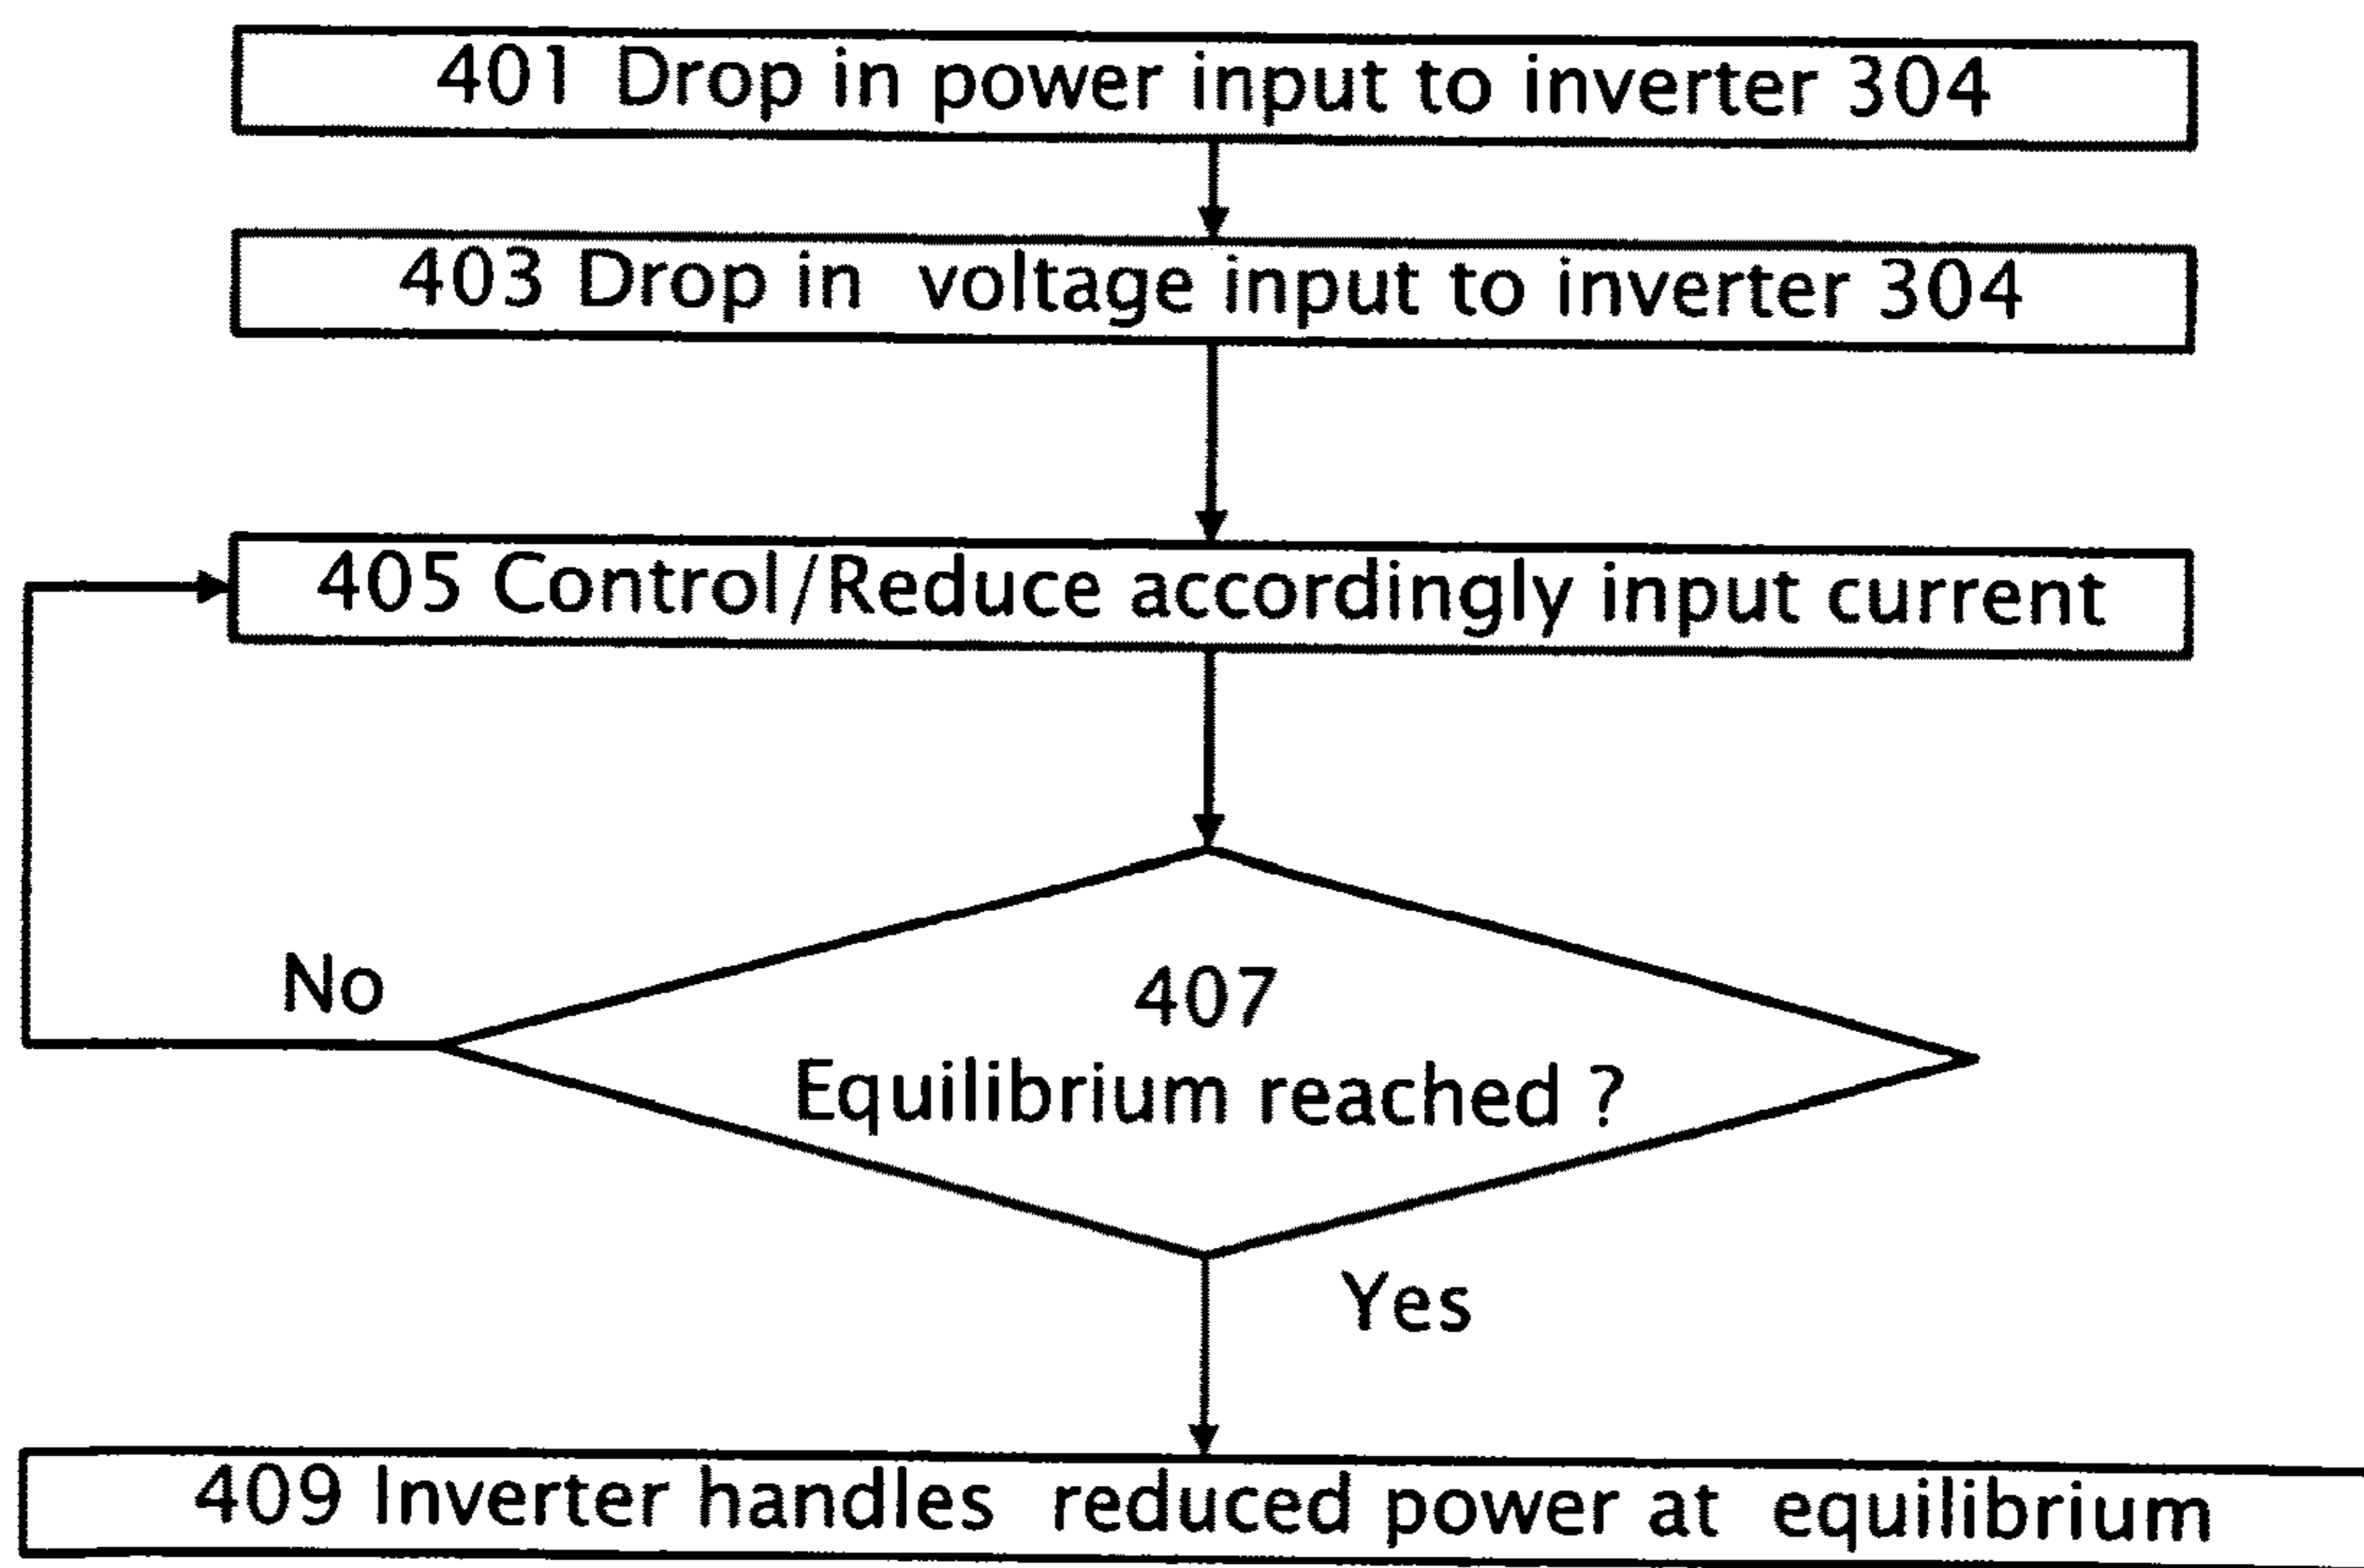 401 Drop in power input to inverter 304
403 Drop in voltage input to inverter 304
405 Control/Reduce accordingly input current
No
407
Equilibrium reached ?
Yes
409 Inverter handles reduced power at equilibrium